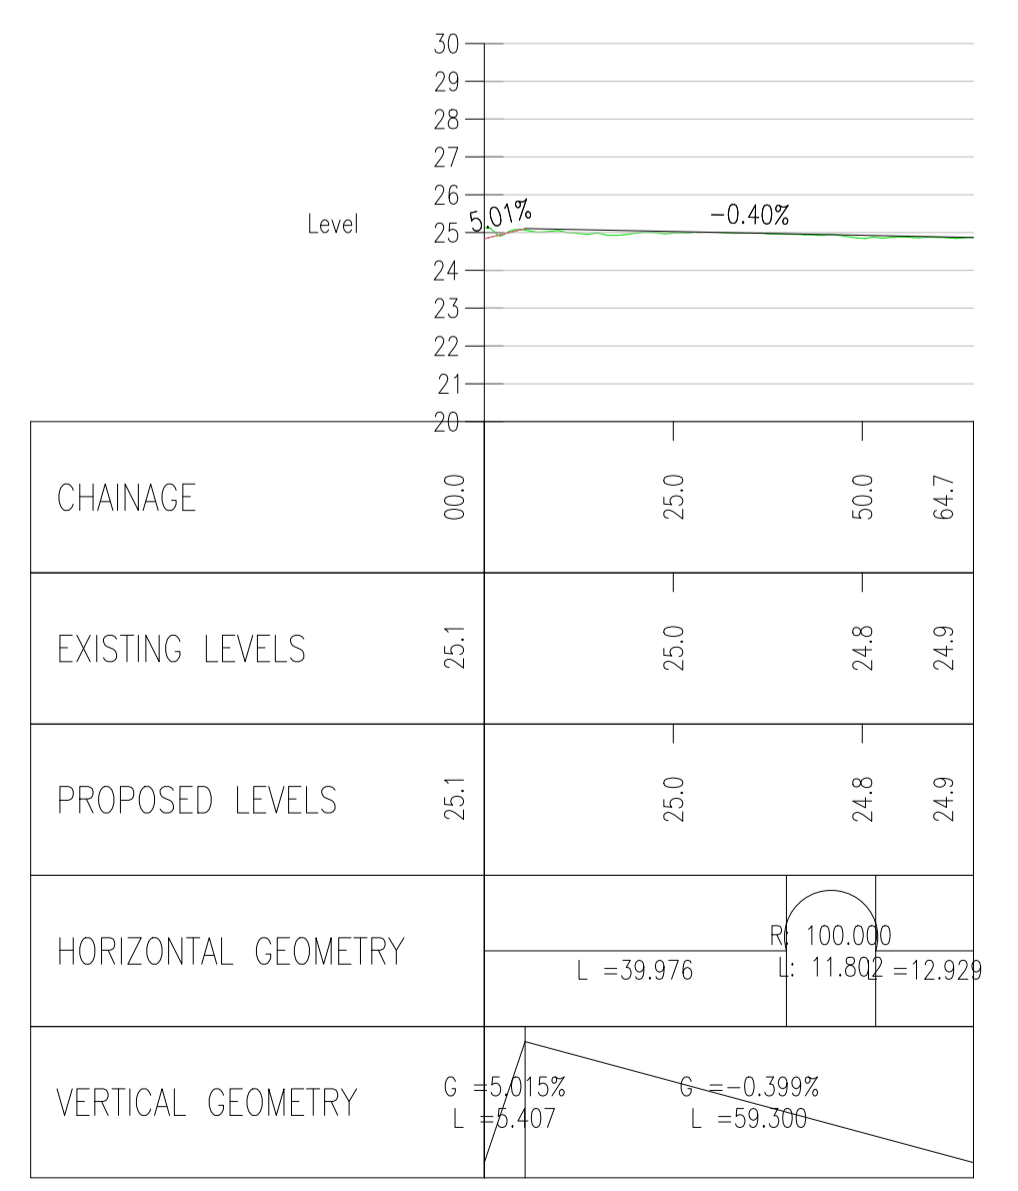 30
29
28
27
26
5.01%
-0.40%
Level
25
24
23
22
21
20
CHAINAGE 00.0 25.0 50.0 64.7
EXISTING LEVELS 25.1 25.0 24.8 24.9
PROPOSED LEVELS 25.1 25.0 24.8 24.9
R: 100.000
HORIZONTAL GEOMETRY
L =39.976 L: 11.802 L =12.929
G =5.015% G =-0.399%
VERTICAL GEOMETRY
L =5.407 L =59.300